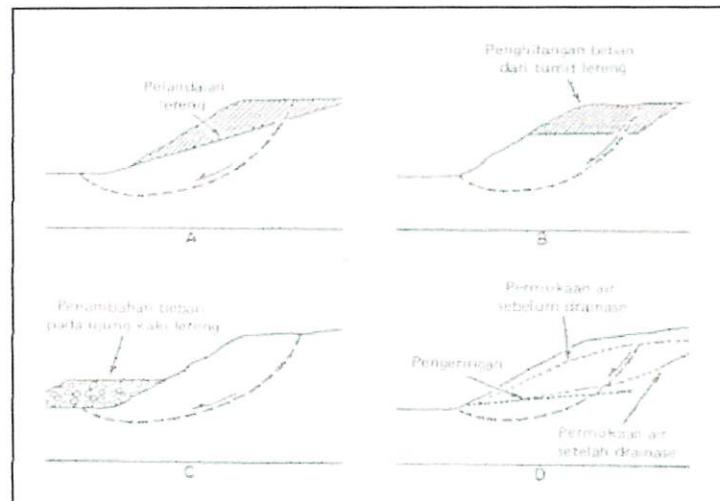 Pelandaian
lereng
A
Penghilangan beban
dari tumit lereng
B
Penambahan beban
pada ujung kaki lereng
C
Permukaan air
sebelum drainase
Pengeringan
Permukaan air
setelah drainase
D